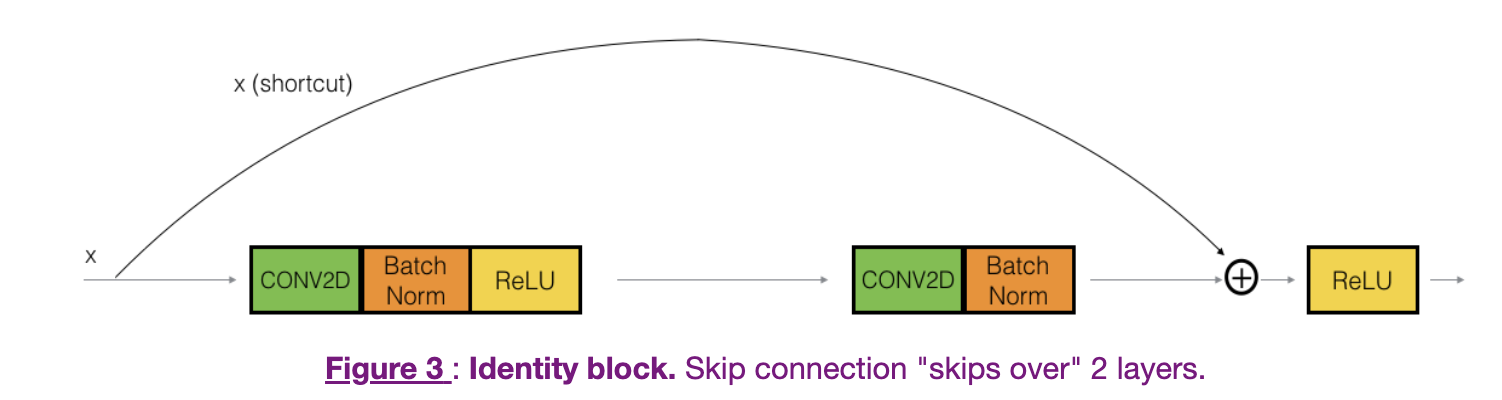 x (shortcut)
x
CONV2D
Batch
Norm
ReLU
CONV2D
Batch
Norm
ReLU
Figure 3 : Identity block. Skip connection "skips over" 2 layers.